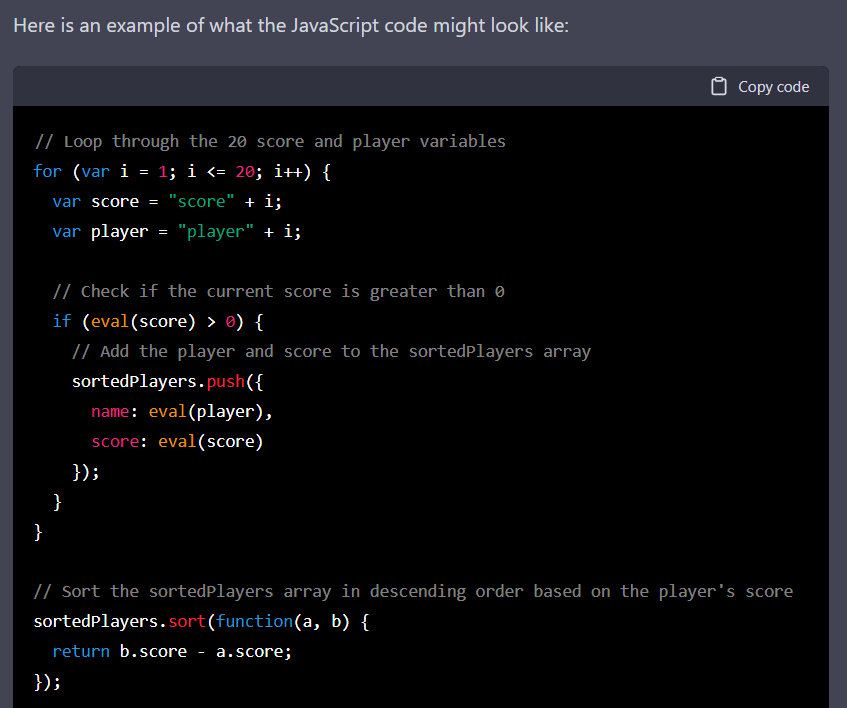 Here is an example of what the JavaScript code might look like:
Copy code
// Loop through the 20 score and player variables
for (var i = 1; i <= 20; i++) {
  var score = "score" + i;
  var player = "player" + i;

  // Check if the current score is greater than 0
  if (eval(score) > 0) {
    // Add the player and score to the sortedPlayers array
    sortedPlayers.push({
      name: eval(player),
      score: eval(score)
    });
  }
}

// Sort the sortedPlayers array in descending order based on the player's score
sortedPlayers.sort(function(a, b) {
  return b.score - a.score;
});